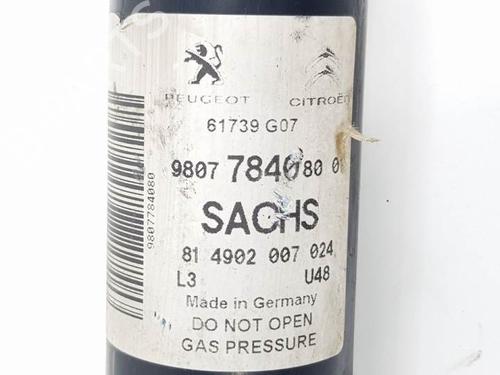 PEUGEOT CITROËN
61739 G07
9807 7840 80 0
SACHS
81 4902 007 024
L3 U48
Made in Germany
DO NOT OPEN
GAS PRESSURE
9807784080